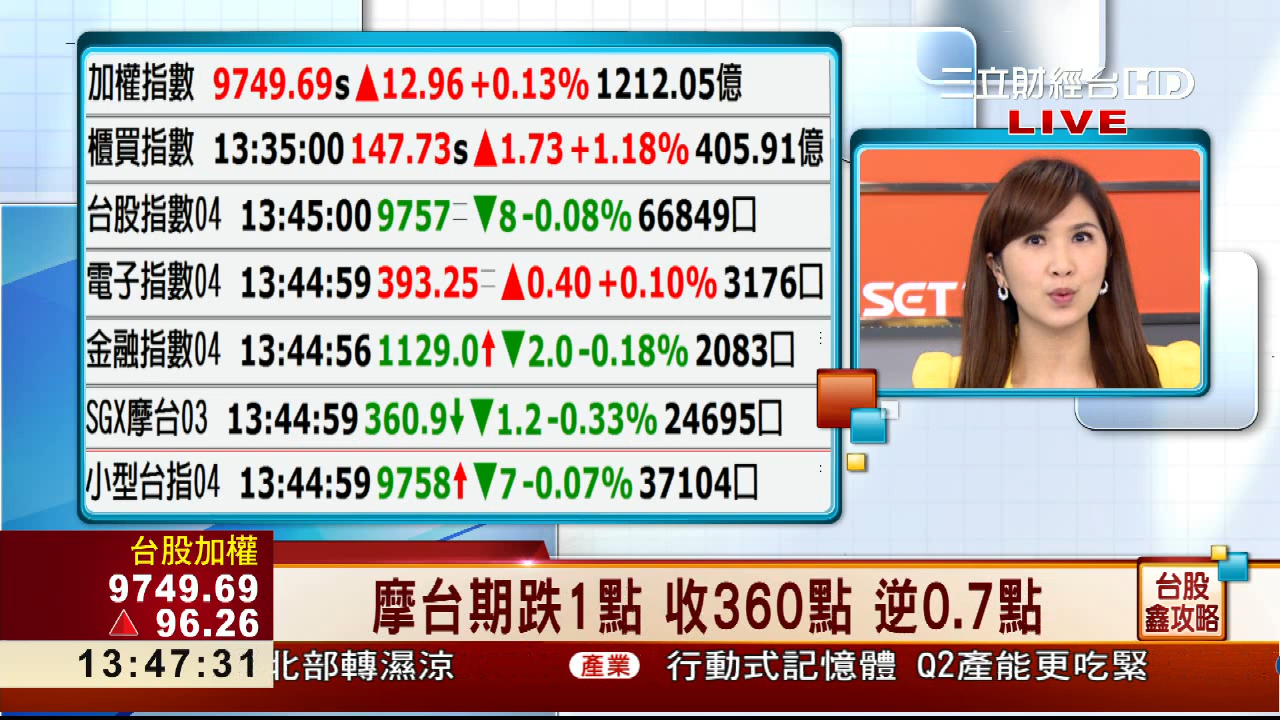 加權指數 9749.69s▲12.96 +0.13% 1212.05億
櫃買指數 13:35:00 147.73s▲1.73 +1.18% 405.91億
台股指數04 13:45:00 9757 ▼8 -0.08% 66849口
電子指數04 13:44:59 393.25 ▲0.40 +0.10% 3176口
金融指數04 13:44:56 1129.0↑▼2.0 -0.18% 2083口
SGX摩台03 13:44:59 360.9↓▼1.2 -0.33% 24695口
小型台指04 13:44:59 9758↑▼7 -0.07% 37104口
三立財經台HD
LIVE
SET
台股加權
9749.69
▲ 96.26
13:47:31
摩台期跌1點 收360點 逆0.7點
台股
鑫攻略
北部轉濕涼 產業 行動式記憶體 Q2產能更吃緊